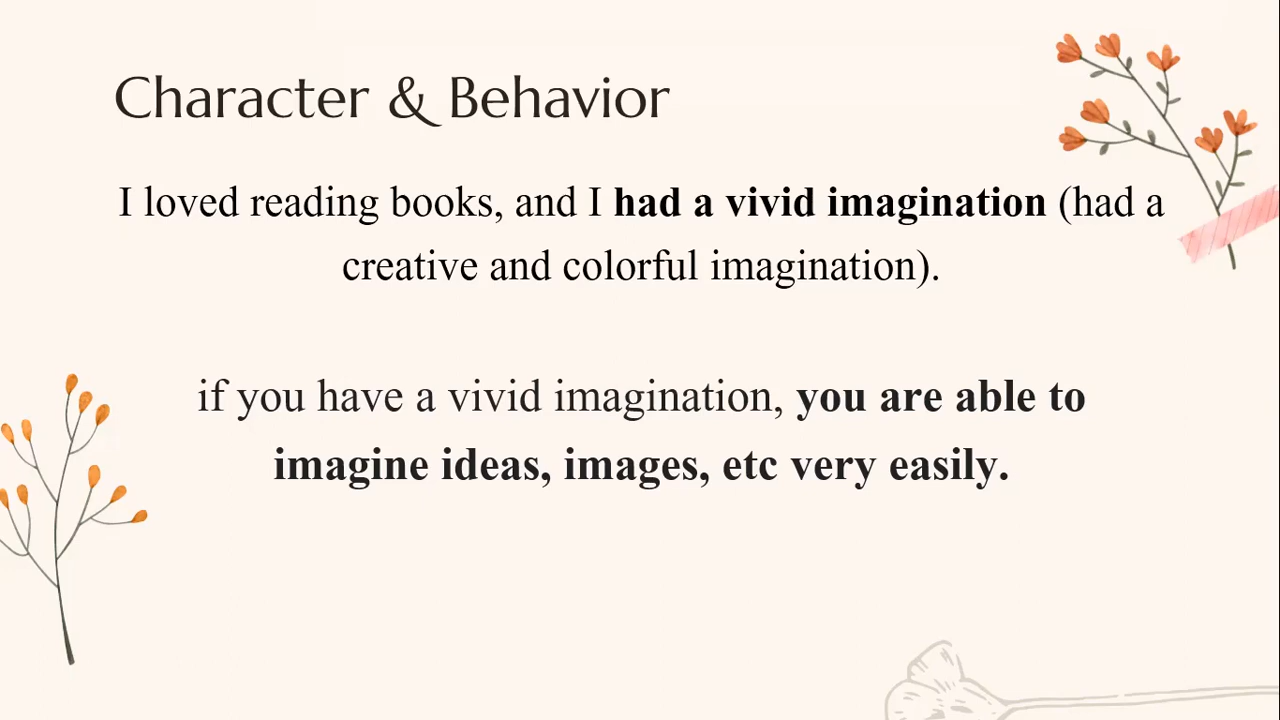 Character & Behavior
I loved reading books, and I had a vivid imagination (had a
creative and colorful imagination).
if you have a vivid imagination, you are able to
imagine ideas, images, etc very easily.